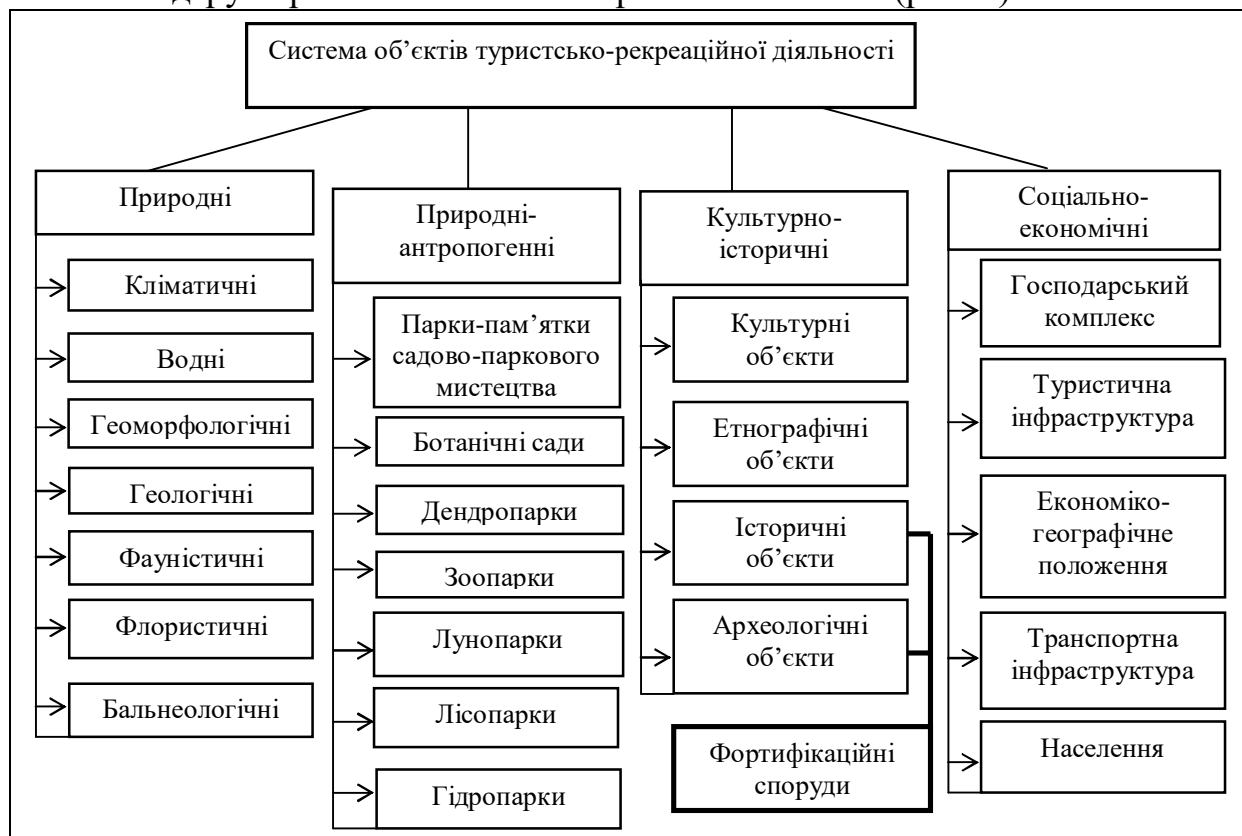 Система об’єктів туристсько-рекреаційної діяльності
Природні
Кліматичні
Водні
Геоморфологічні
Геологічні
Фауністичні
Флористичні
Бальнеологічні
Природні-
антропогенні
Парки-пам’ятки
садово-паркового
мистецтва
Ботанічні сади
Дендропарки
Зоопарки
Лунопарки
Лісопарки
Гідропарки
Культурно-
історичні
Культурні
об’єкти
Етнографічні
об’єкти
Історичні
об’єкти
Археологічні
об’єкти
Фортифікаційні
споруди
Соціально-
економічні
Господарський
комплекс
Туристична
інфраструктура
Економіко-
географічне
положення
Транспортна
інфраструктура
Населення